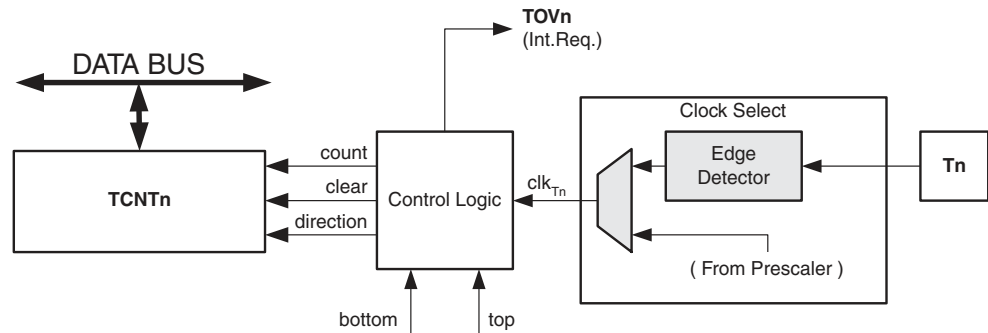 TOVn
(Int.Req.)
DATA BUS
Clock Select
count
Edge
Detector
Tn
TCNTn
clear
Control Logic
clkTn
direction
( From Prescaler )
bottom
top